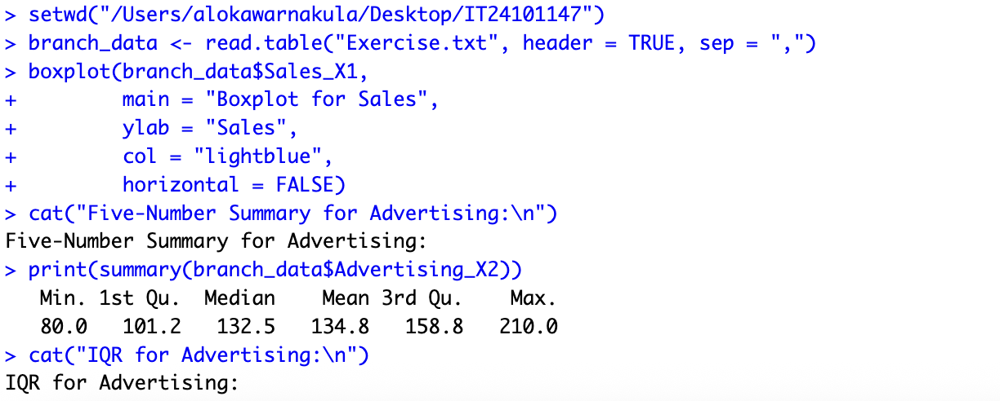 > setwd("/Users/alokawarnakula/Desktop/IT24101147")
> branch_data <- read.table("Exercise.txt", header = TRUE, sep = ",")
> boxplot(branch_data$Sales_X1,
+         main = "Boxplot for Sales",
+         ylab = "Sales",
+         col = "lightblue",
+         horizontal = FALSE)
> cat("Five-Number Summary for Advertising:\n")
Five-Number Summary for Advertising:
> print(summary(branch_data$Advertising_X2))
   Min. 1st Qu.  Median    Mean 3rd Qu.    Max.
   80.0   101.2   132.5   134.8   158.8   210.0
> cat("IQR for Advertising:\n")
IQR for Advertising: